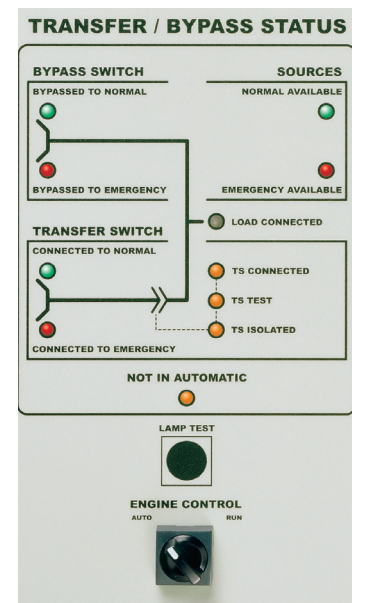 TRANSFER / BYPASS STATUS
BYPASS SWITCH
SOURCES
BYPASSED TO NORMAL
NORMAL AVAILABLE
BYPASSED TO EMERGENCY
EMERGENCY AVAILABLE
LOAD CONNECTED
TRANSFER SWITCH
CONNECTED TO NORMAL
TS CONNECTED
TS TEST
TS ISOLATED
CONNECTED TO EMERGENCY
NOT IN AUTOMATIC
LAMP TEST
ENGINE CONTROL
AUTO RUN